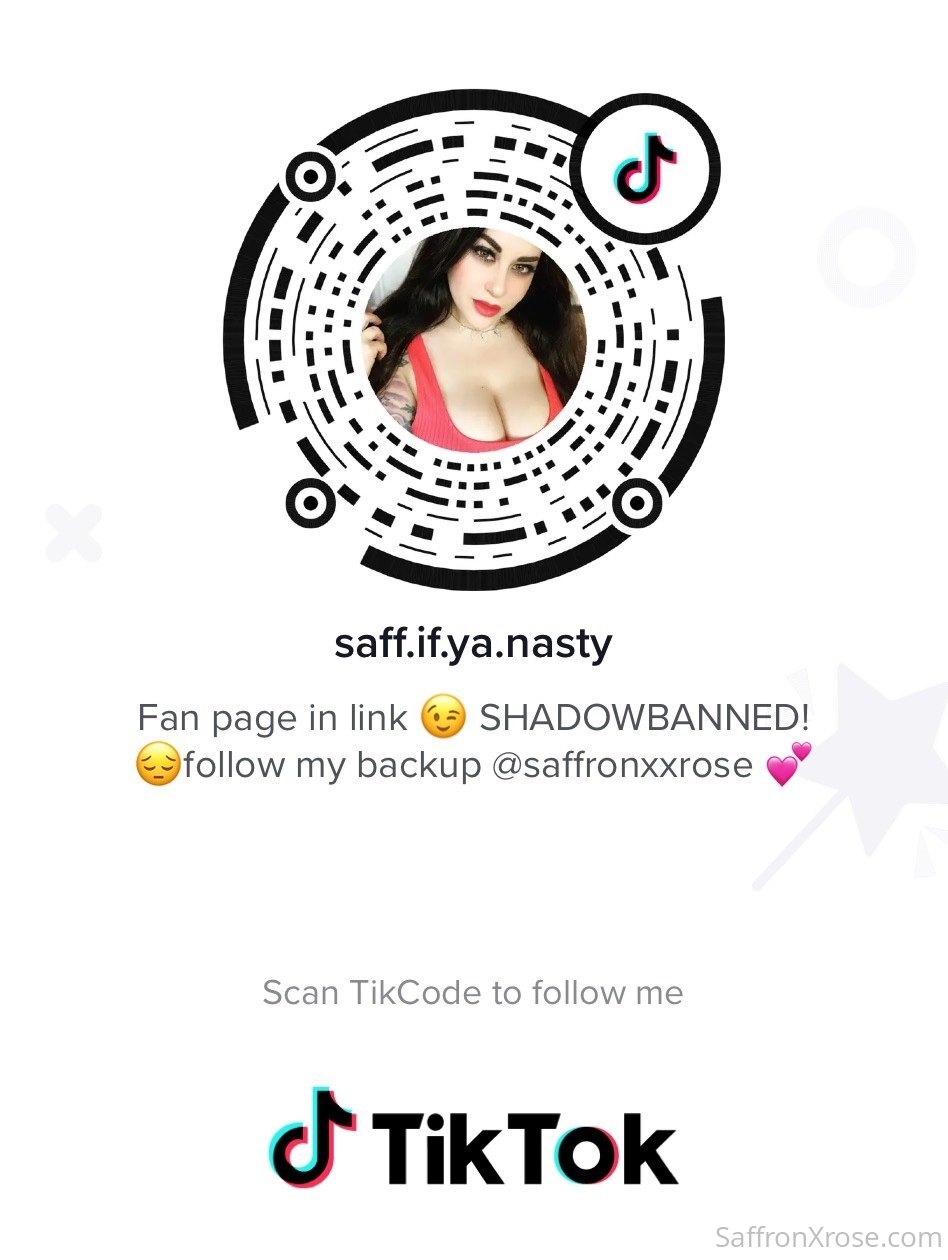 saff.if.ya.nasty
Fan page in link 😉 SHADOWBANNED!
😔follow my backup @saffronxxrose 💕
Scan TikCode to follow me
TikTok
SaffronXrose.com